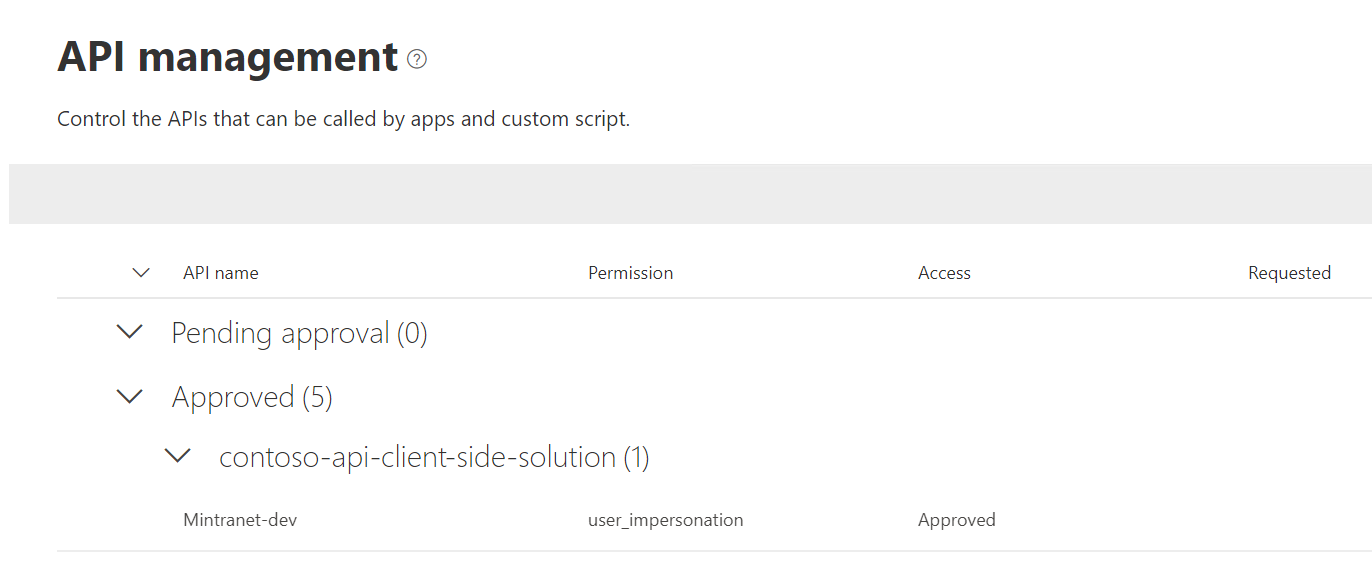 API management ?
Control the APIs that can be called by apps and custom script.
API name Permission Access Requested
Pending approval (0)
Approved (5)
contoso-api-client-side-solution (1)
Mintranet-dev user_impersonation Approved